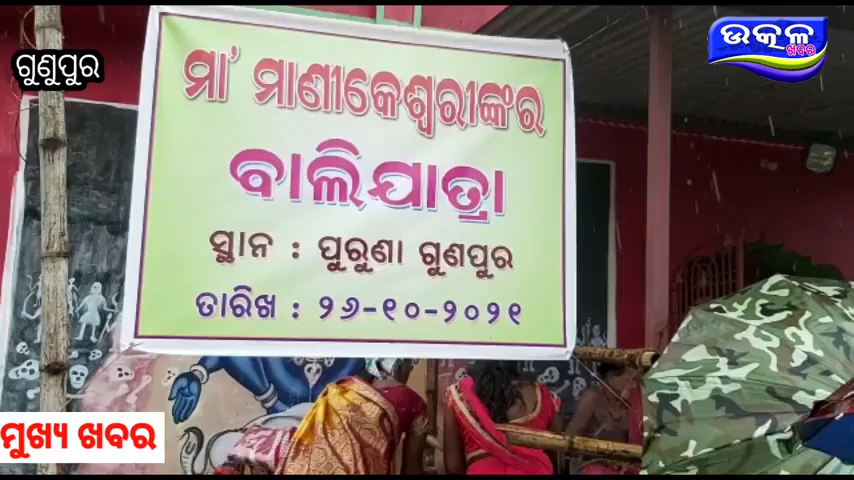 ଉତ୍କଳ
ଖବର
ଗୁଣୁପୁର
ମା' ମାଣୀକେଶ୍ୱରୀଙ୍କର
ବାଲିଯାତ୍ରା
ସ୍ଥାନ : ପୁରୁଣା ଗୁଣପୁର
ତାରିଖ : ୨୬-୧୦-୨୦୨୧
ମୁଖ୍ୟ ଖବର